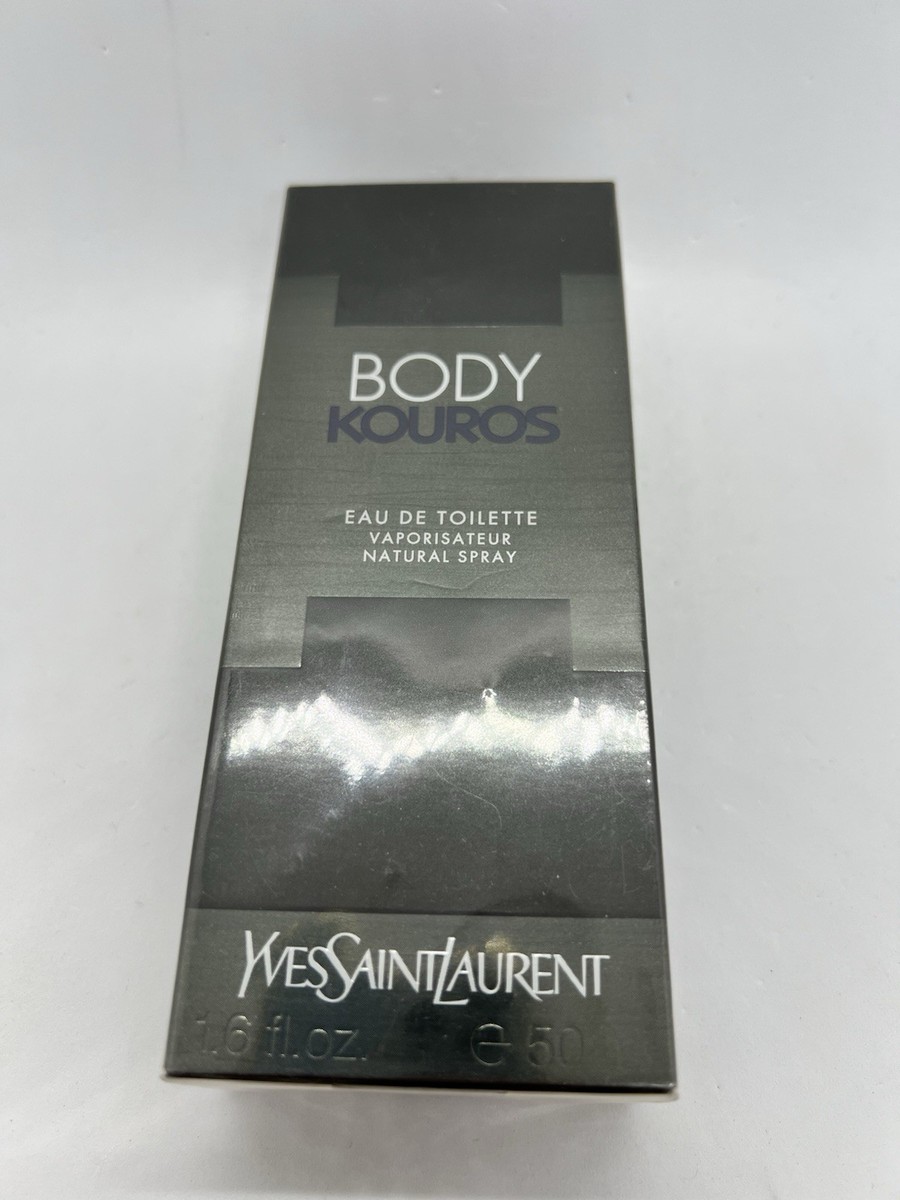 BODY
KOUROS
EAU DE TOILETTE
VAPORISATEUR
NATURAL SPRAY
YVESSAINTLAURENT
1.6 fl.oz. ℮ 50